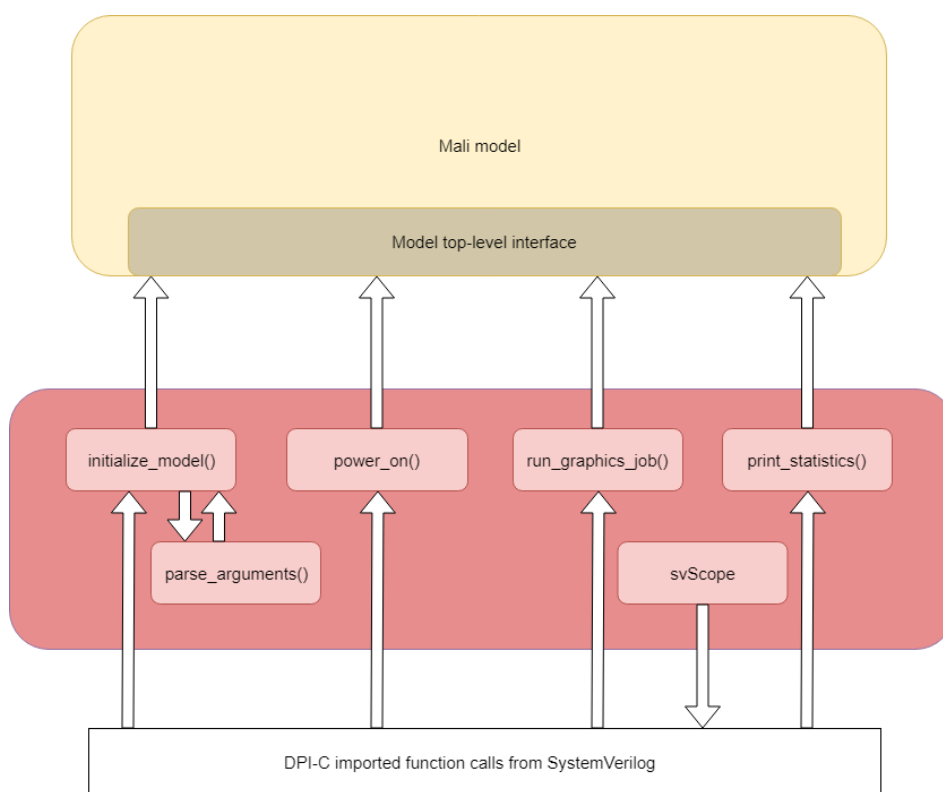 Mali model
Model top-level interface
initialize_model()
power_on()
run_graphics_job()
print_statistics()
parse_arguments()
svScope
DPI-C imported function calls from SystemVerilog